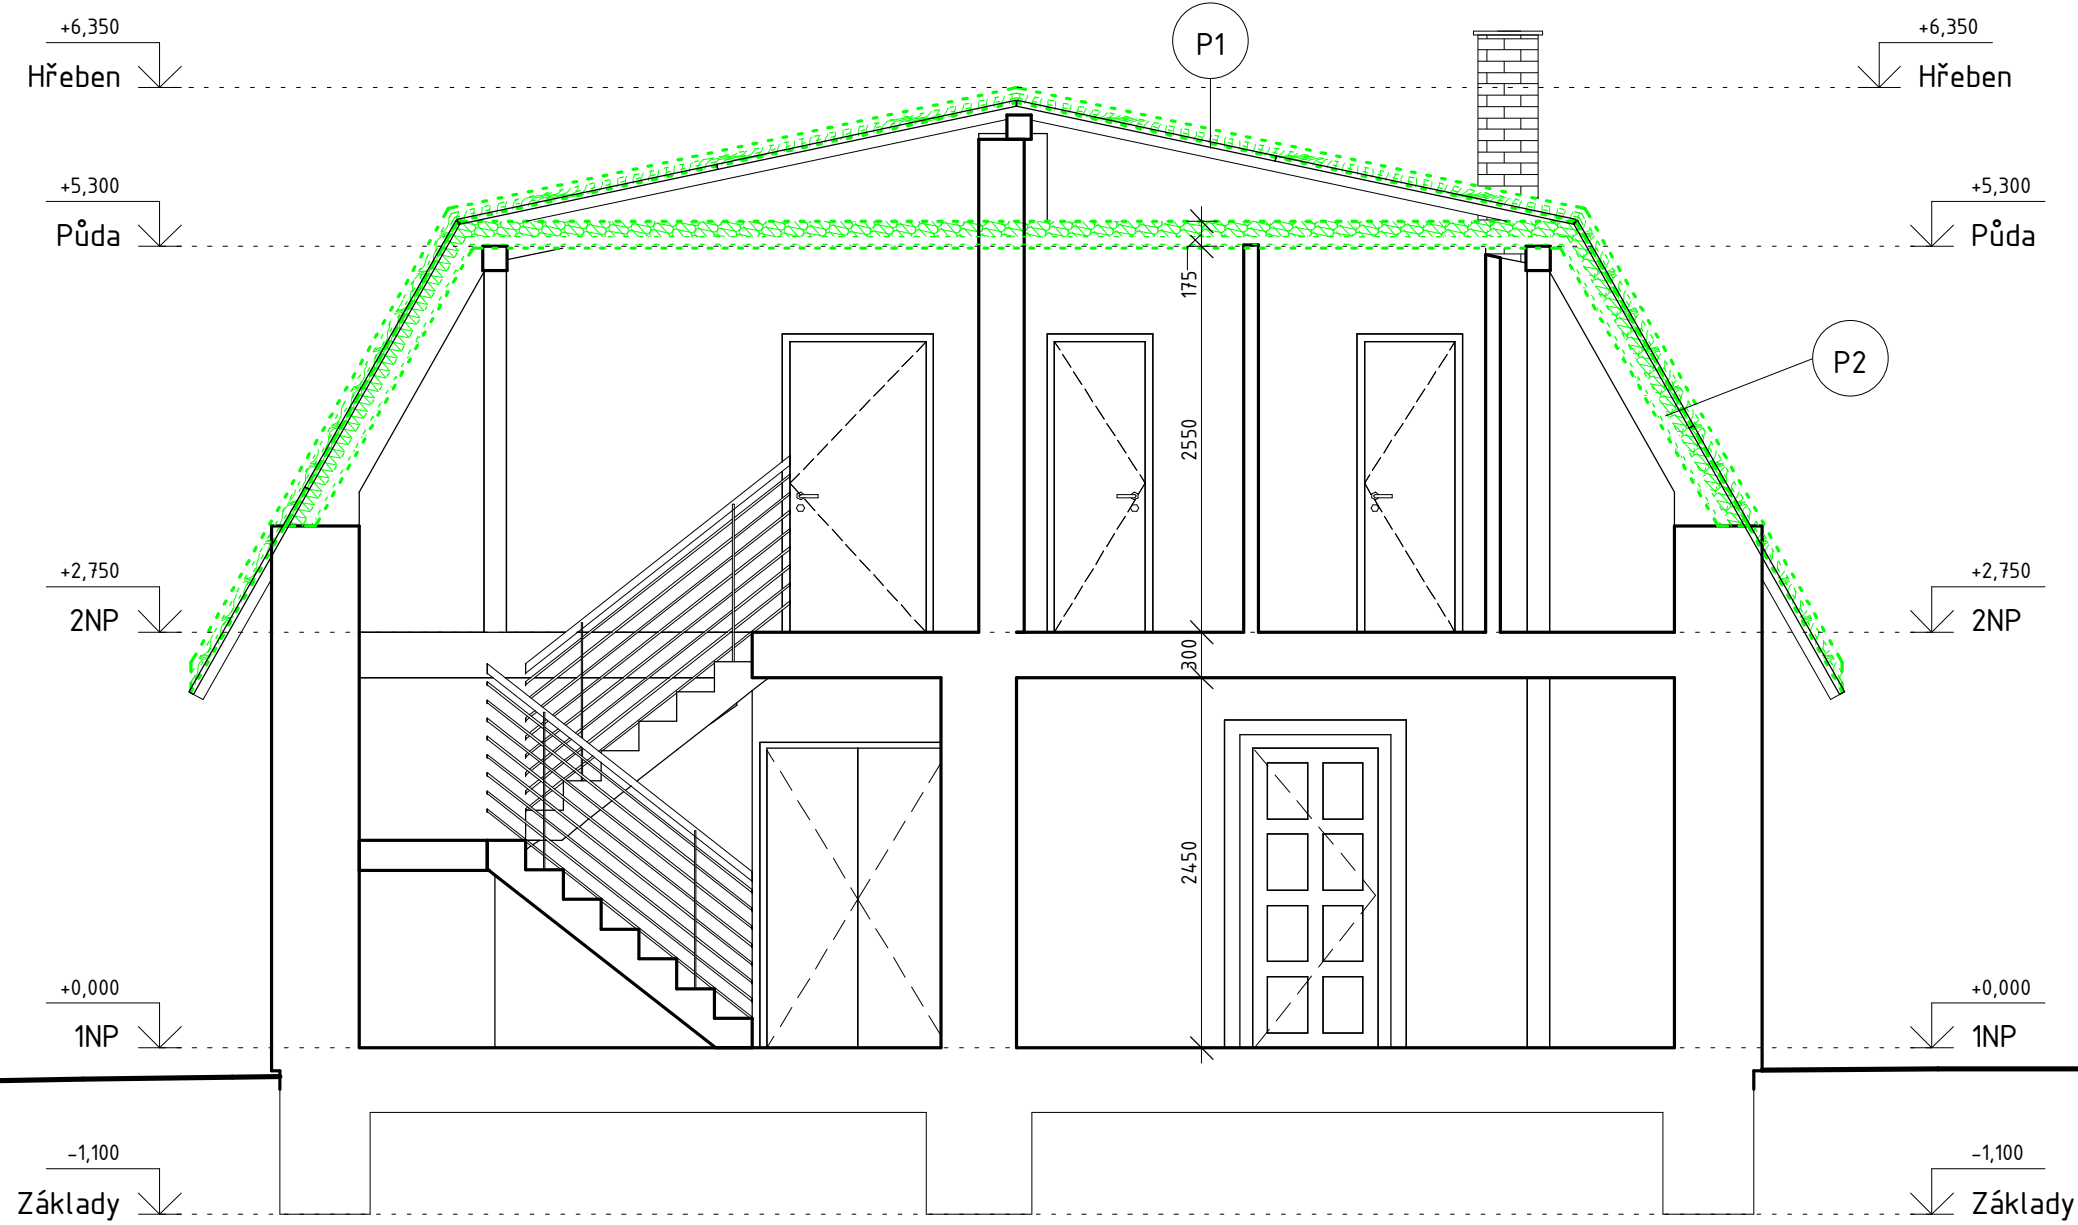 +6,350
Hřeben
P1
+6,350
Hřeben
+5,300
Půda
+5,300
Půda
175
P2
2550
+2,750
2NP
300
+2,750
2NP
2450
+0,000
1NP
+0,000
1NP
-1,100
Základy
-1,100
Základy